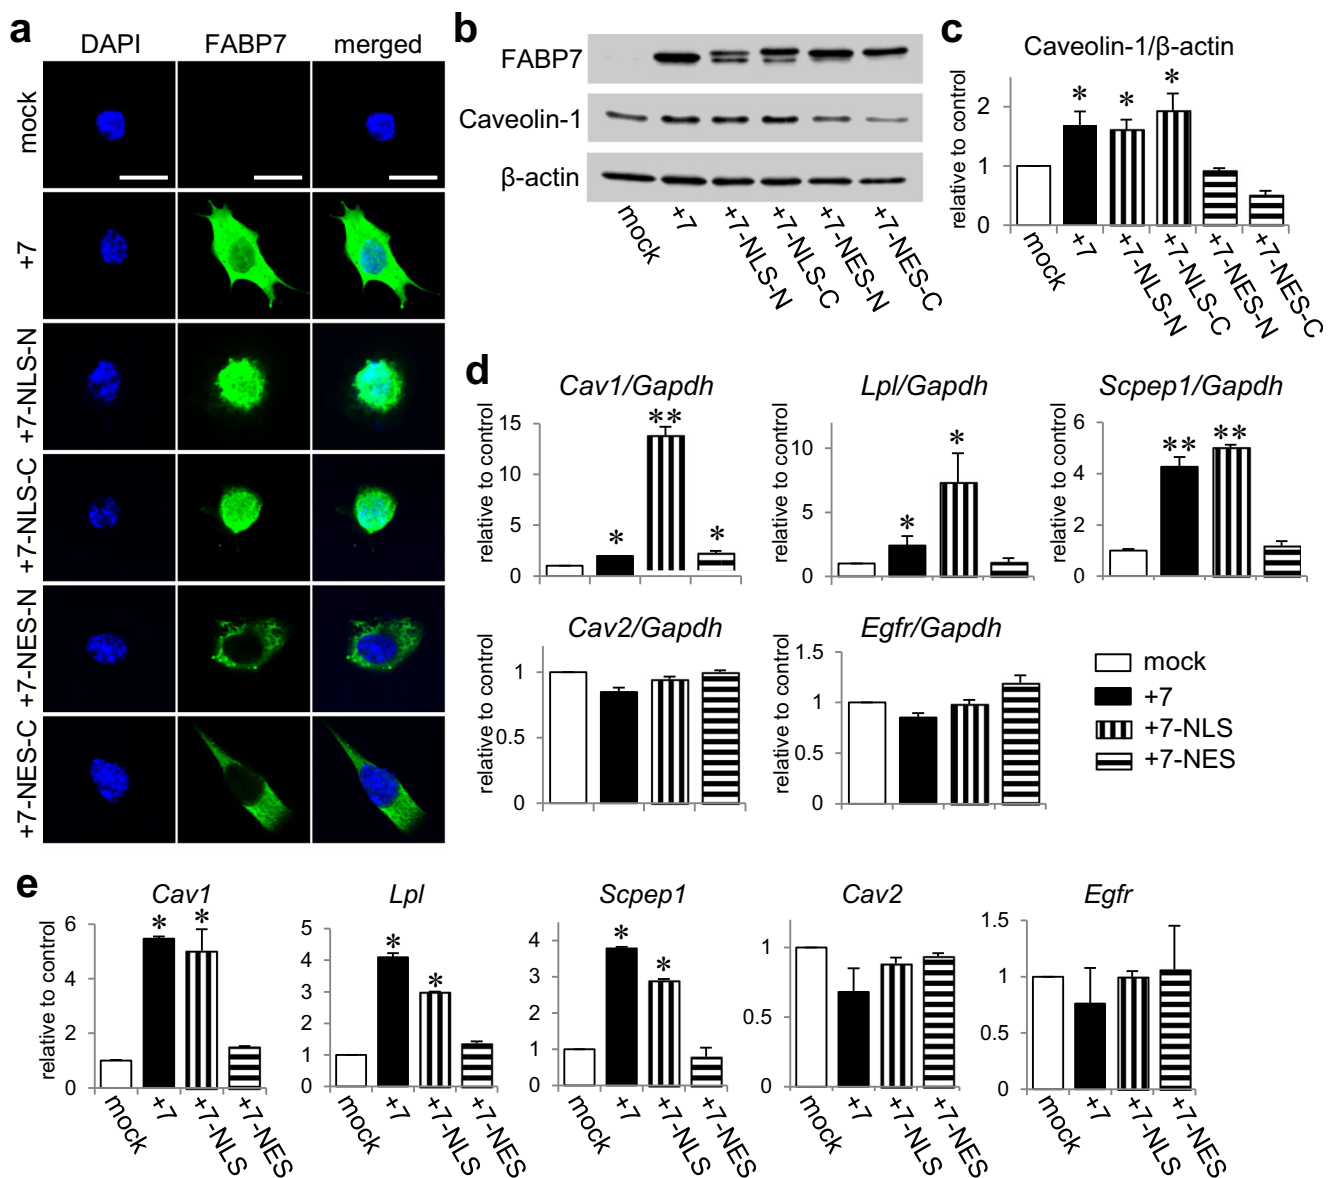 a
DAPI FABP7 merged
mock
+7
+7-NLS-N
+7-NLS-C
+7-NES-N
+7-NES-C
b
FABP7
Caveolin-1
β-actin
mock +7 +7-NLS-N +7-NLS-C +7-NES-N +7-NES-C
c
Caveolin-1/β-actin
relative to control
2
1
0
* * *
mock +7 +7-NLS-N +7-NLS-C +7-NES-N +7-NES-C
d
Cav1/Gapdh
relative to control
15
10
5
0
* ** *
Lpl/Gapdh
relative to control
10
5
0
* *
Scpep1/Gapdh
relative to control
6
4
2
0
** **
Cav2/Gapdh
relative to control
1
0.5
0
Egfr/Gapdh
relative to control
1.5
1
0.5
0
mock
+7
+7-NLS
+7-NES
e
Cav1
relative to control
6
4
2
0
* *
mock +7 +7-NLS +7-NES
Lpl
5
4
3
2
1
0
* *
mock +7 +7-NLS +7-NES
Scpep1
4
3
2
1
0
* *
mock +7 +7-NLS +7-NES
Cav2
1
0.5
0
mock +7 +7-NLS +7-NES
Egfr
1.5
1
0.5
0
mock +7 +7-NLS +7-NES